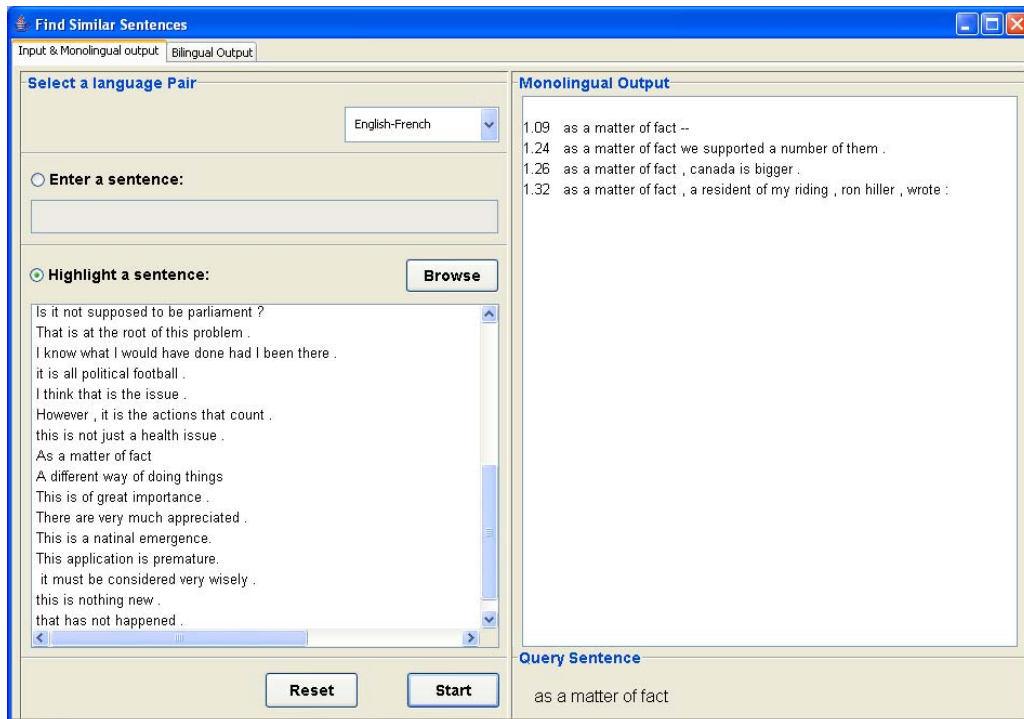 Find Similar Sentences
Input & Monolingual output Bilingual Output
Select a language Pair
English-French
Enter a sentence:
Highlight a sentence:
Browse
Is it not supposed to be parliament ?
That is at the root of this problem .
I know what I would have done had I been there .
it is all political football .
I think that is the issue .
However , it is the actions that count .
this is not just a health issue .
As a matter of fact
A different way of doing things
This is of great importance .
There are very much appreciated .
This is a natinal emergence.
This application is premature.
it must be considered very wisely .
this is nothing new .
that has not happened .
Reset
Start
Monolingual Output
1.09 as a matter of fact --
1.24 as a matter of fact we supported a number of them .
1.26 as a matter of fact , canada is bigger .
1.32 as a matter of fact , a resident of my riding , ron hiller , wrote :
Query Sentence
as a matter of fact